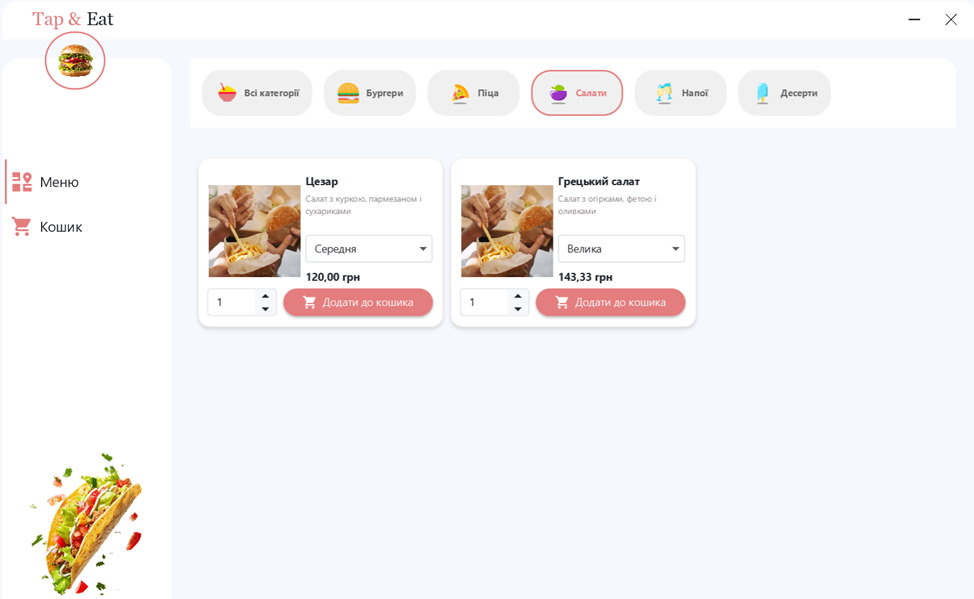 Tap & Eat
Всі категорії
Бургери
Піца
Салати
Напої
Десерти
Меню
Кошик
Цезар
Салат з куркою, пармезаном і
сухариками
Середня
120,00 грн
1
Додати до кошика
Грецький салат
Салат з огірками, фетою і
оливками
Велика
143,33 грн
1
Додати до кошика